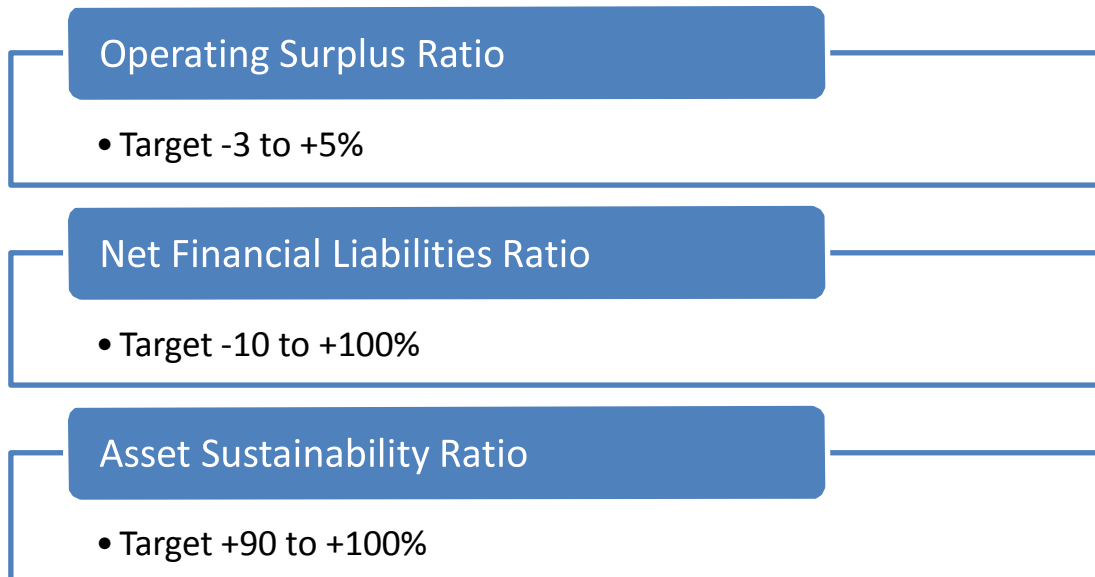 Operating Surplus Ratio
• Target -3 to +5%
Net Financial Liabilities Ratio
• Target -10 to +100%
Asset Sustainability Ratio
• Target +90 to +100%